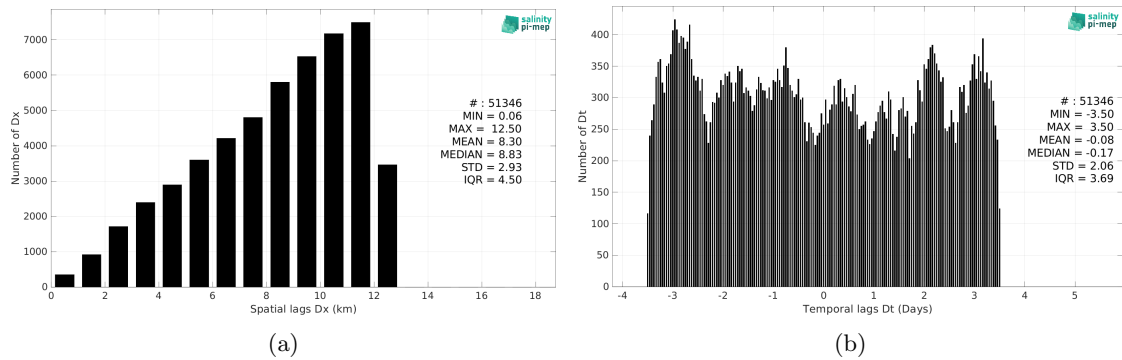 salinity
pi-mep
7000
6000
5000
4000
3000
2000
1000
0
Number of Dx
# : 51346
MIN = 0.06
MAX = 12.50
MEAN = 8.30
MEDIAN = 8.83
STD = 2.93
IQR = 4.50
0 2 4 6 8 10 12 14 16 18
Spatial lags Dx (km)
(a)
salinity
pi-mep
400
350
300
250
200
150
100
50
0
Number of Dt
# : 51346
MIN = -3.50
MAX = 3.50
MEAN = -0.08
MEDIAN = -0.17
STD = 2.06
IQR = 3.69
-4 -3 -2 -1 0 1 2 3 4 5
Temporal lags Dt (Days)
(b)